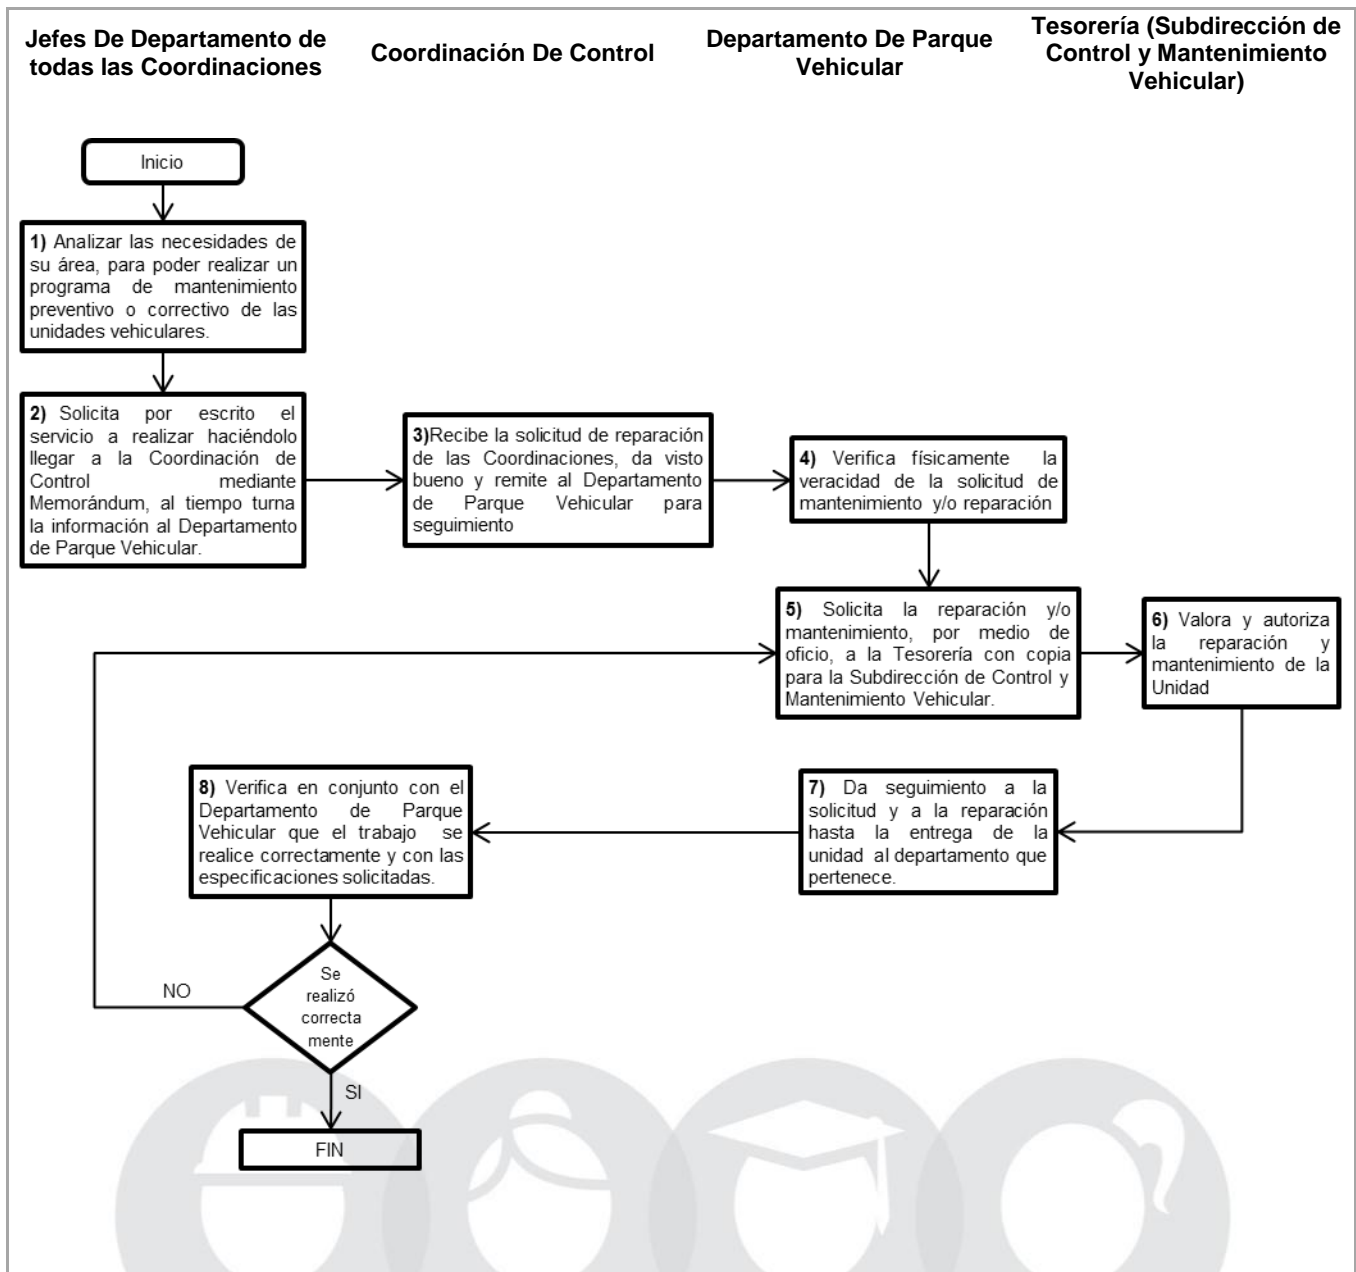 Jefes De Departamento de
todas las Coordinaciones
Coordinación De Control
Departamento De Parque
Vehicular
Tesorería (Subdirección de
Control y Mantenimiento
Vehicular)
Inicio
1) Analizar las necesidades de
su área, para poder realizar un
programa de mantenimiento
preventivo o correctivo de las
unidades vehiculares.
2) Solicita por escrito el
servicio a realizar haciéndolo
llegar a la Coordinación de
Control mediante
Memorándum, al tiempo turna
la información al Departamento
de Parque Vehicular.
3)Recibe la solicitud de reparación
de las Coordinaciones, da visto
bueno y remite al Departamento
de Parque Vehicular para
seguimiento
4) Verifica físicamente la
veracidad de la solicitud de
mantenimiento y/o reparación
5) Solicita la reparación y/o
mantenimiento, por medio de
oficio, a la Tesorería con copia
para la Subdirección de Control y
Mantenimiento Vehicular.
6) Valora y autoriza
la reparación y
mantenimiento de la
Unidad
7) Da seguimiento a la
solicitud y a la reparación
hasta la entrega de la
unidad al departamento que
pertenece.
8) Verifica en conjunto con el
Departamento de Parque
Vehicular que el trabajo se
realice correctamente y con las
especificaciones solicitadas.
Se
realizó
correcta
mente
NO
SI
FIN